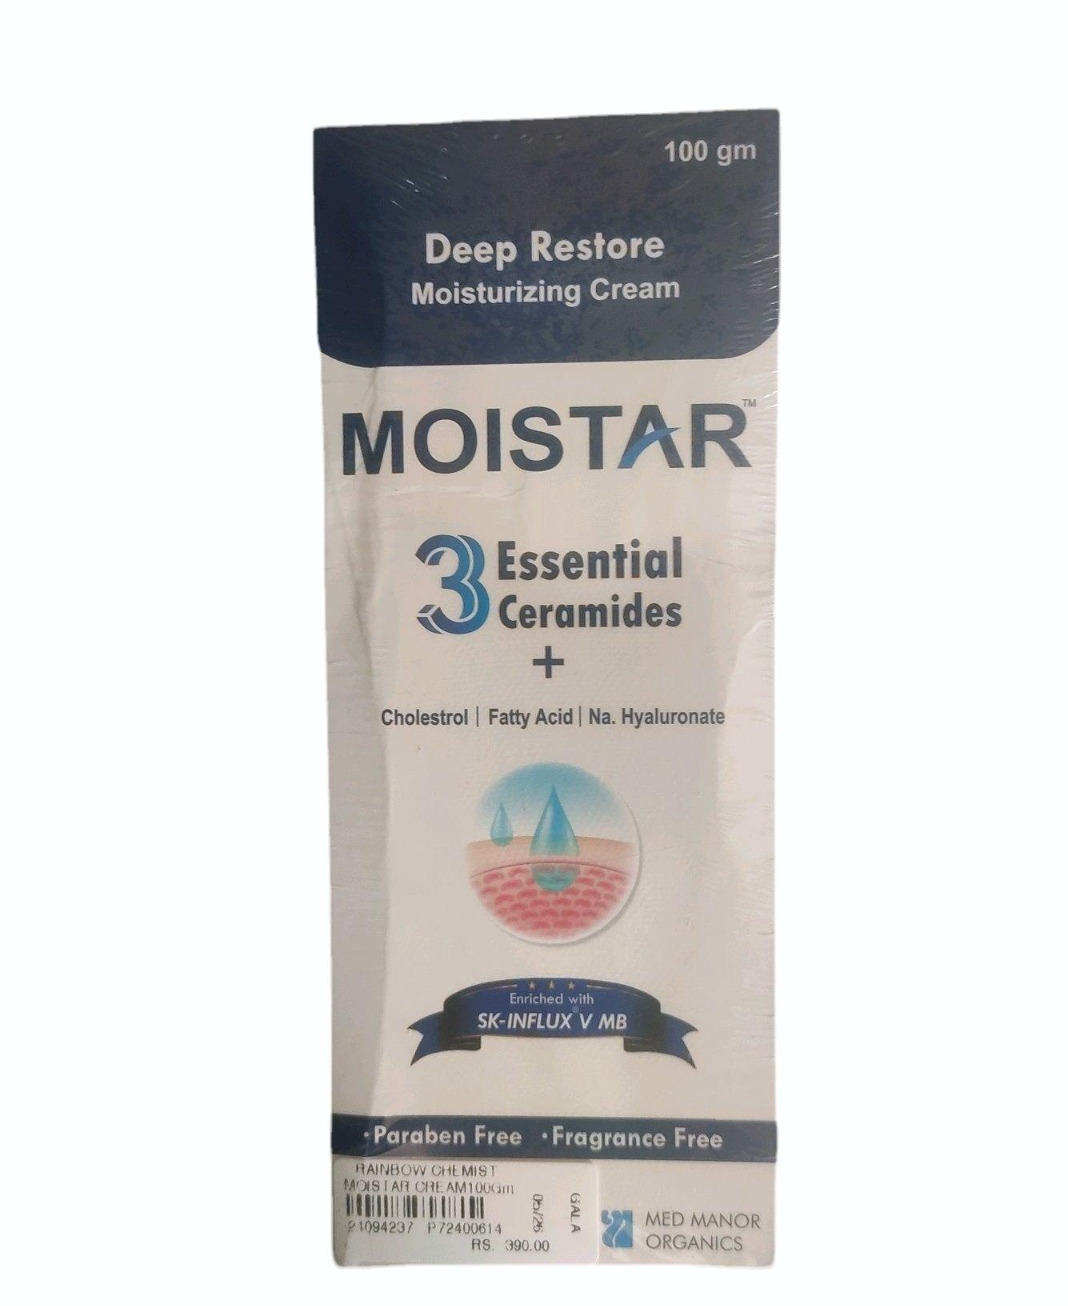 100 gm
Deep Restore
Moisturizing Cream
MOISTAR™
3 Essential
Ceramides
+
Cholestrol | Fatty Acid | Na. Hyaluronate
Enriched with
SK-INFLUX® V MB
•Paraben Free •Fragrance Free
RAINBOW CHEMIST
MOISTAR CREAM100Gm
21094237 P72400614
RS. 390.00
05/26
GALA
MED MANOR
ORGANICS